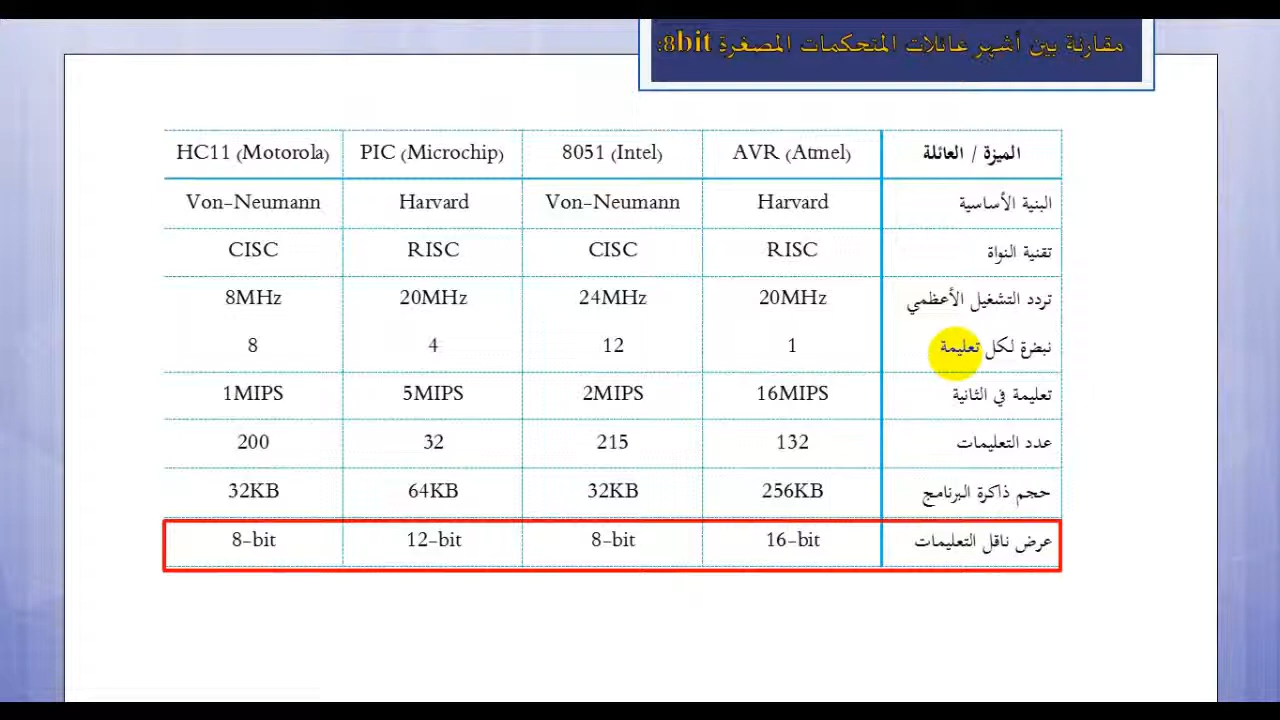 مقارنة بين أشهر عائلات المتحكمات المصغرة 8bit:
الميزة / العائلة AVR (Atmel) 8051 (Intel) PIC (Microchip) HC11 (Motorola)
البنية الأساسية Harvard Von-Neumann Harvard Von-Neumann
تقنية النواة RISC CISC RISC CISC
تردد التشغيل الأعظمي 20MHz 24MHz 20MHz 8MHz
نبضة لكل تعليمة 1 12 4 8
تعليمة في الثانية 16MIPS 2MIPS 5MIPS 1MIPS
عدد التعليمات 132 215 32 200
حجم ذاكرة البرنامج 256KB 32KB 64KB 32KB
عرض ناقل التعليمات 16-bit 8-bit 12-bit 8-bit